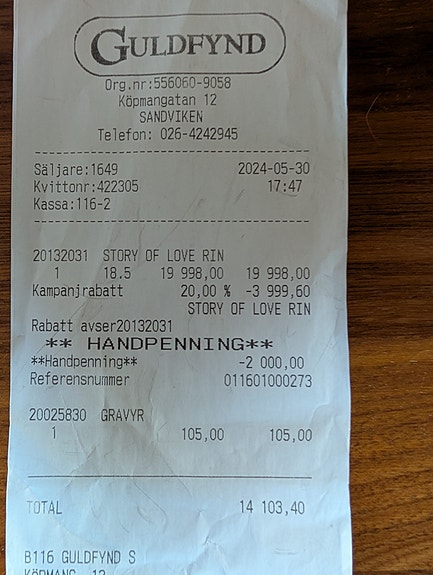 GULDFYND
Org.nr:556060-9058
Köpmangatan 12
SANDVIKEN
Telefon: 026-4242945
Säljare:1649 2024-05-30
Kvittonr:422305 17:47
Kassa:116-2
20132031 STORY OF LOVE RIN
1 18.5 19 998,00 19 998,00
Kampanjrabatt 20,00 % -3 999,60
STORY OF LOVE RIN
Rabatt avser20132031
** HANDPENNING**
**Handpenning** -2 000,00
Referensnummer 011601000273
20025830 GRAVYR
1 105,00 105,00
TOTAL 14 103,40
B116 GULDFYND S
KÖPMANG. 12